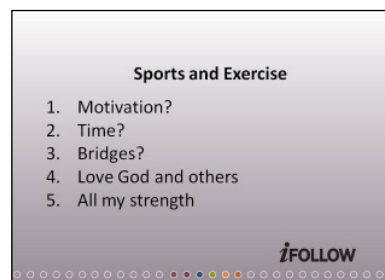 Sports and Exercise
1. Motivation?
2. Time?
3. Bridges?
4. Love God and others
5. All my strength
iFOLLOW